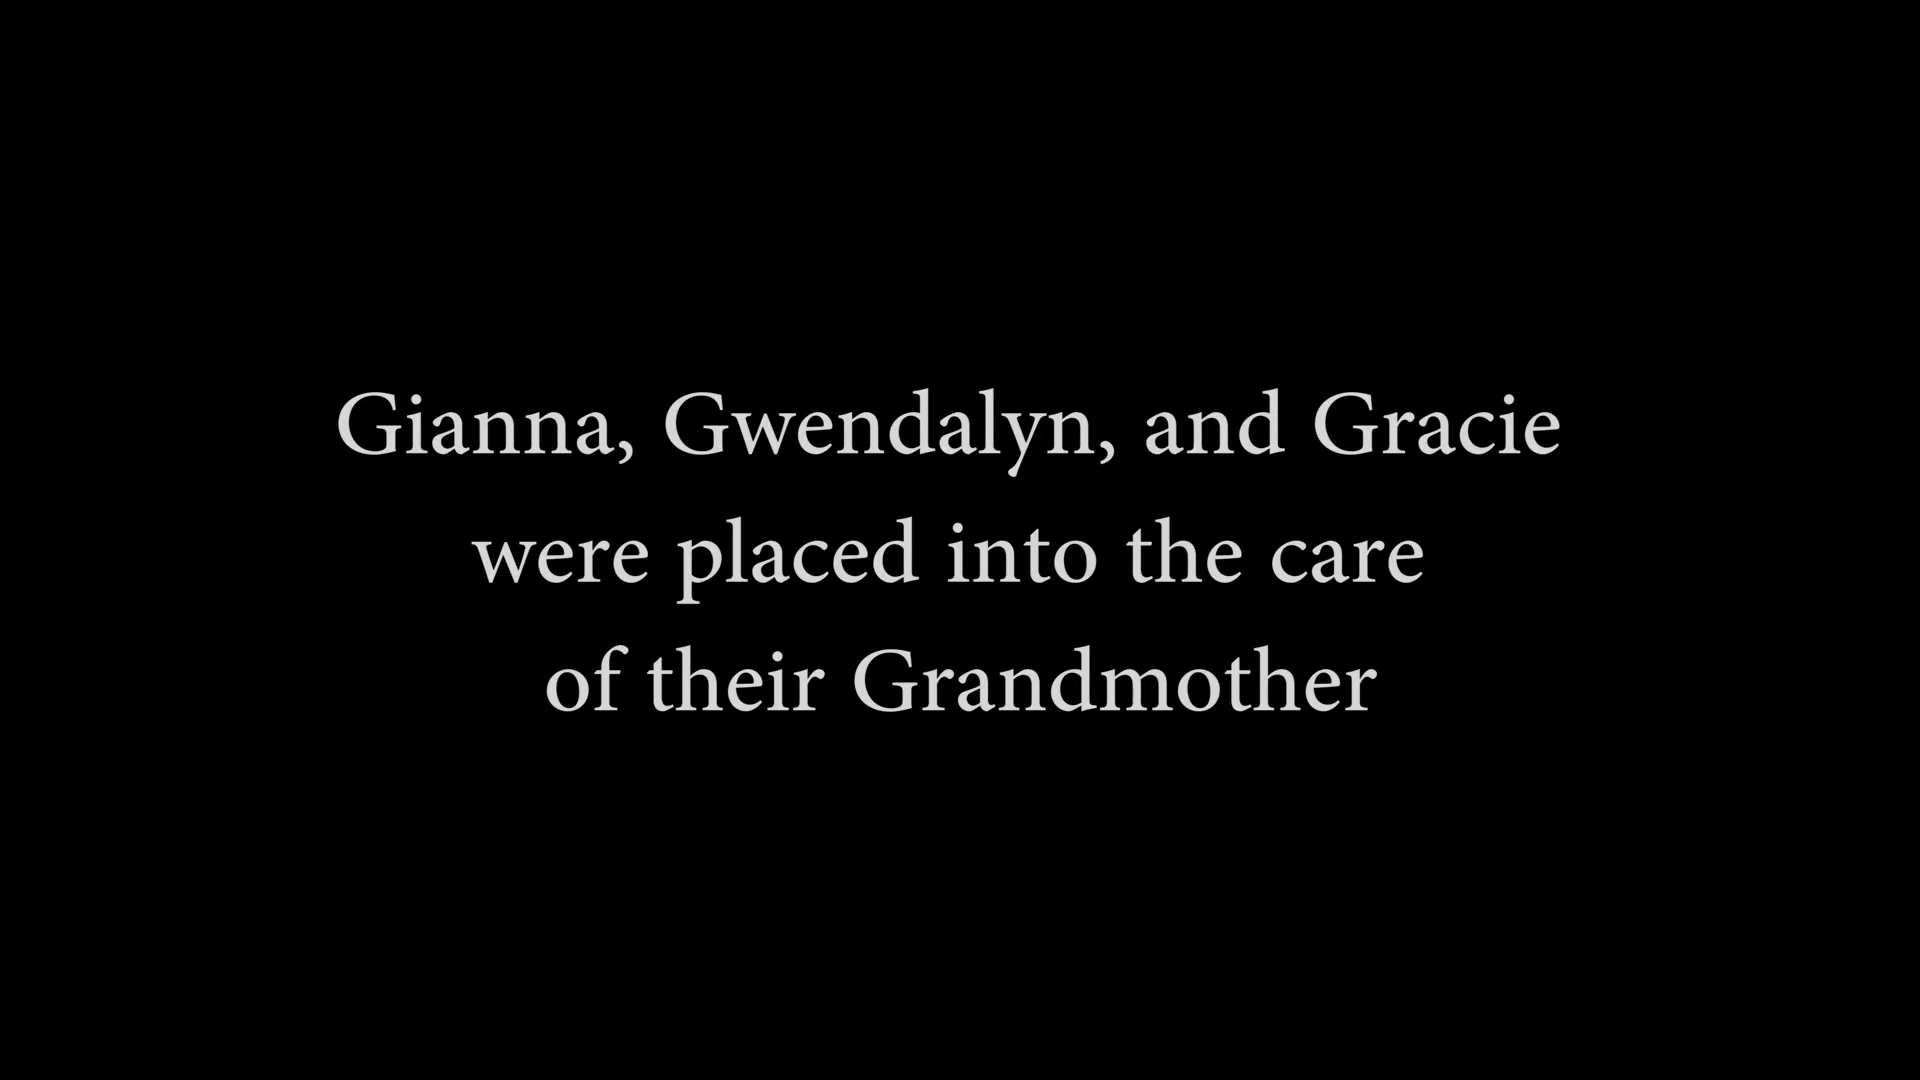 Gianna, Gwendalyn, and Gracie
were placed into the care
of their Grandmother